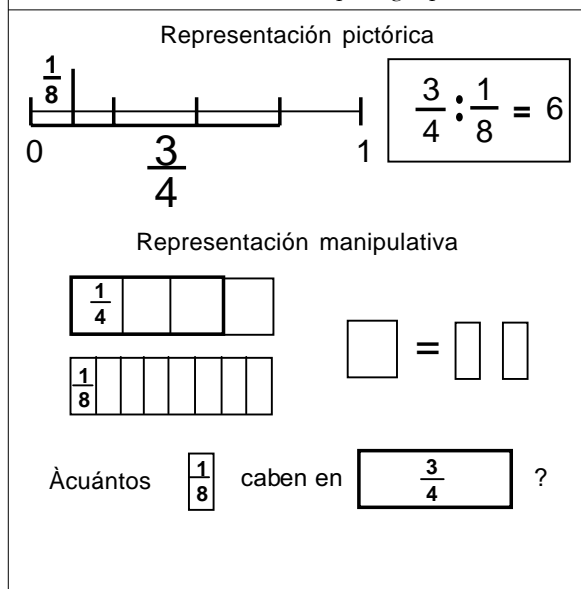 Representación pictórica
1/8
3/4 : 1/8 = 6
0 3/4 1
Representación manipulativa
1/4
=
1/8
Àcuántos 1/8 caben en 3/4 ?